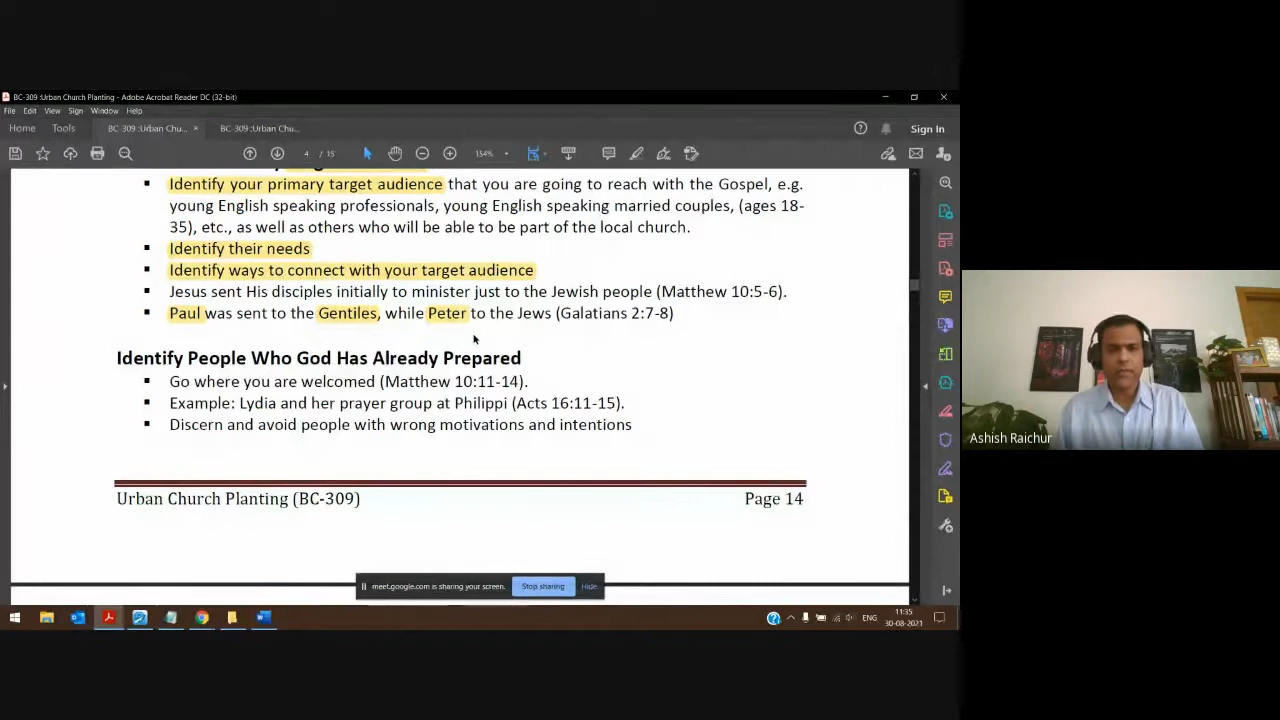 BC-309 :Urban Church Planting - Adobe Acrobat Reader DC (32-bit)
File Edit View Sign Window Help
Home Tools BC-309 :Urban Chu... × BC-309 :Urban Chu... Sign In
4 / 15 154%
▪ Identify your primary target audience that you are going to reach with the Gospel, e.g.
young English speaking professionals, young English speaking married couples, (ages 18-
35), etc., as well as others who will be able to be part of the local church.
▪ Identify their needs
▪ Identify ways to connect with your target audience
▪ Jesus sent His disciples initially to minister just to the Jewish people (Matthew 10:5-6).
▪ Paul was sent to the Gentiles, while Peter to the Jews (Galatians 2:7-8)
Identify People Who God Has Already Prepared
▪ Go where you are welcomed (Matthew 10:11-14).
▪ Example: Lydia and her prayer group at Philippi (Acts 16:11-15).
▪ Discern and avoid people with wrong motivations and intentions
Urban Church Planting (BC-309) Page 14
meet.google.com is sharing your screen. Stop sharing Hide
ENG 11:35
30-08-2021
Ashish Raichur